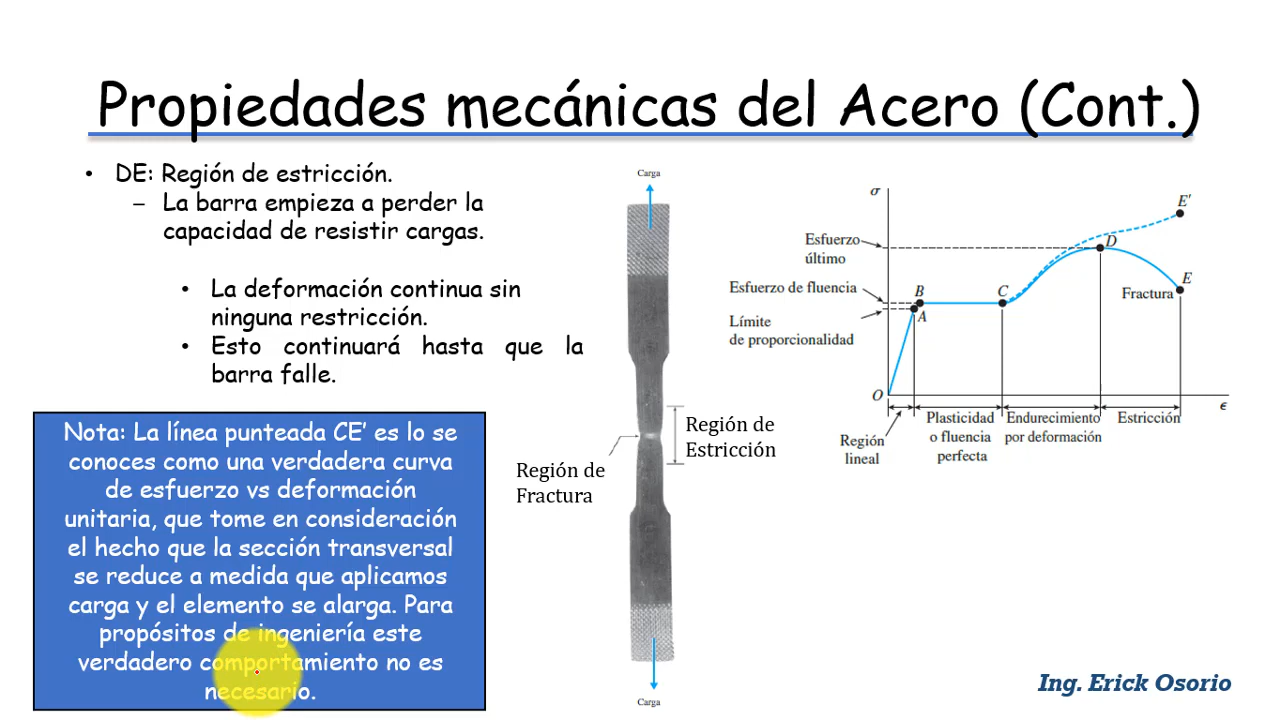 Propiedades mecánicas del Acero (Cont.)
• DE: Región de estricción.
– La barra empieza a perder la
capacidad de resistir cargas.
• La deformación continua sin
ninguna restricción.
• Esto continuará hasta que la
barra falle.
Nota: La línea punteada CE’ es lo se
conoces como una verdadera curva
de esfuerzo vs deformación
unitaria, que tome en consideración
el hecho que la sección transversal
se reduce a medida que aplicamos
carga y el elemento se alarga. Para
propósitos de ingeniería este
verdadero comportamiento no es
necesario.
Carga
Región de
Estricción
Región de
Fractura
Carga
σ
E'
Esfuerzo
último
D
Esfuerzo de fluencia
B
C
E
Fractura
A
Límite
de proporcionalidad
O
ϵ
Región
lineal
Plasticidad
o fluencia
perfecta
Endurecimiento
por deformación
Estricción
Ing. Erick Osorio